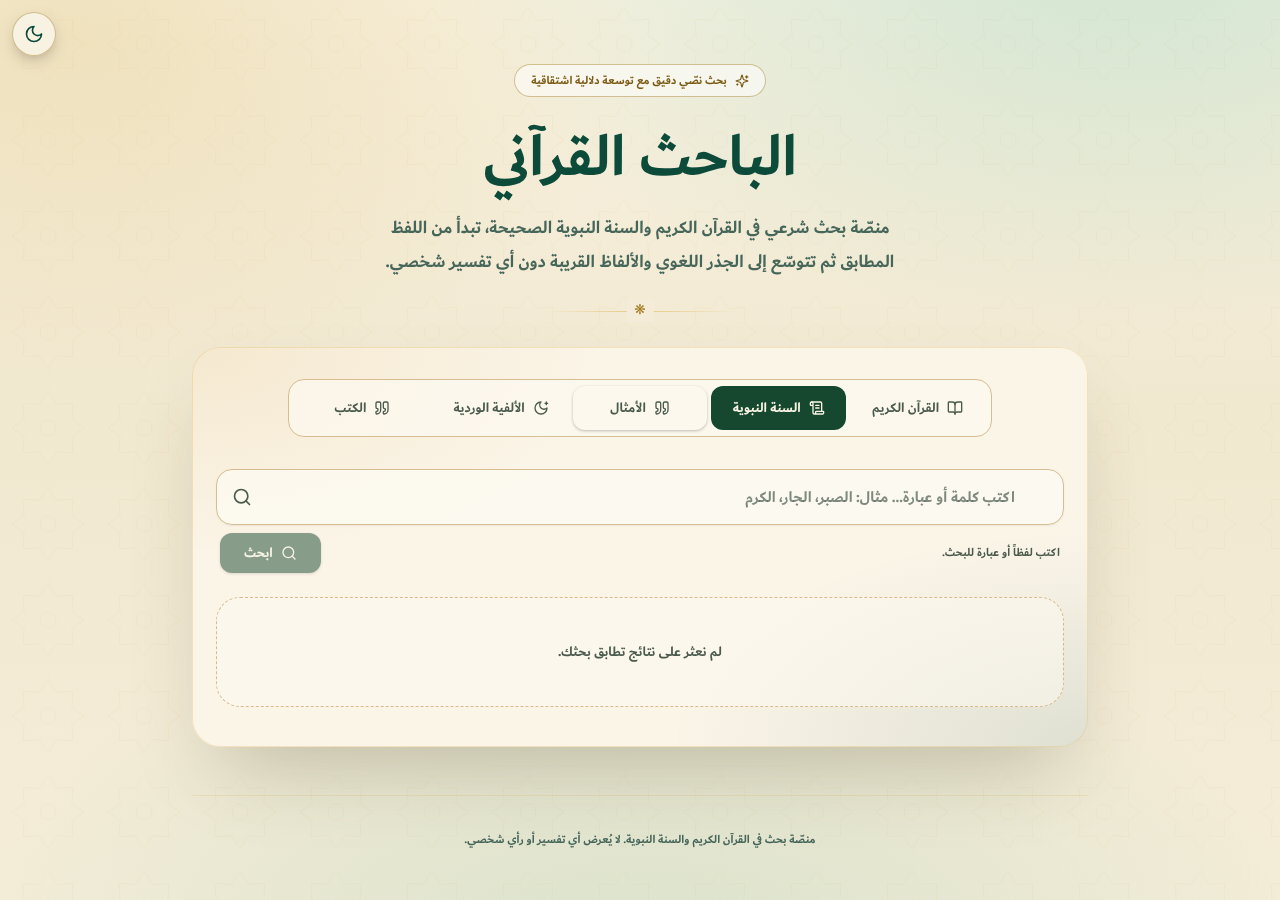 بحث نصّي دقيق مع توسعة دلالية اشتقاقية
الباحث القرآني
منصّة بحث شرعي في القرآن الكريم والسنة النبوية الصحيحة، تبدأ من اللفظ
المطابق ثم تتوسّع إلى الجذر اللغوي والألفاظ القريبة دون أي تفسير شخصي.
القرآن الكريم
السنة النبوية
الأمثال
الألفية الوردية
الكتب
اكتب كلمة أو عبارة... مثال: الصبر، الجار، الكرم
اكتب لفظاً أو عبارة للبحث.
ابحث
لم نعثر على نتائج تطابق بحثك.
منصّة بحث في القرآن الكريم والسنة النبوية. لا يُعرض أي تفسير أو رأي شخصي.